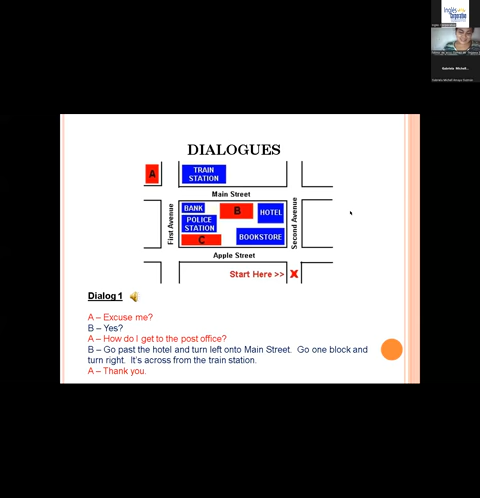 Inglés
Corporativo
DIALOGUES
A
TRAIN
STATION
Main Street
First Avenue
BANK
B
HOTEL
POLICE
STATION
C
BOOKSTORE
Second Avenue
Apple Street
Start Here >> X
Dialog 1
A – Excuse me?
B – Yes?
A – How do I get to the post office?
B – Go past the hotel and turn left onto Main Street. Go one block and
turn right. It's across from the train station.
A – Thank you.